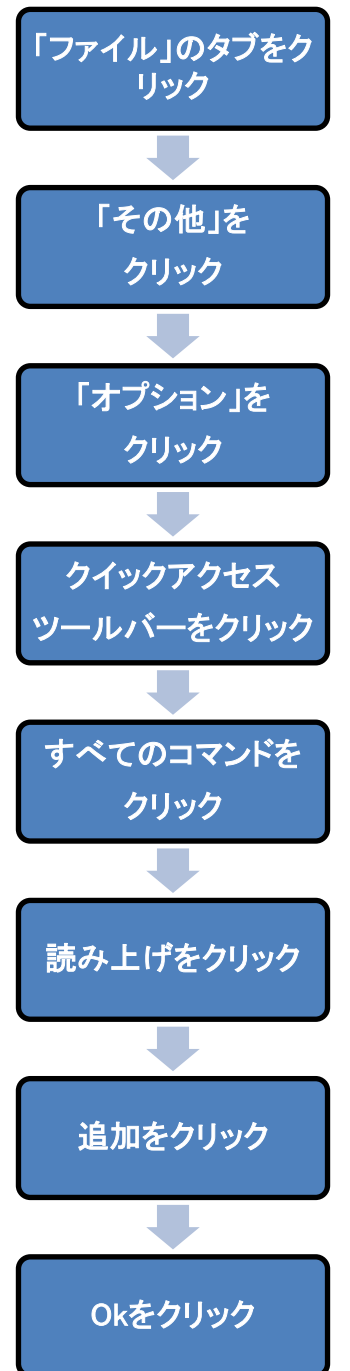 「ファイル」のタブをク
リック
「その他」を
クリック
「オプション」を
クリック
クイックアクセス
ツールバーをクリック
すべてのコマンドを
クリック
読み上げをクリック
追加をクリック
Okをクリック